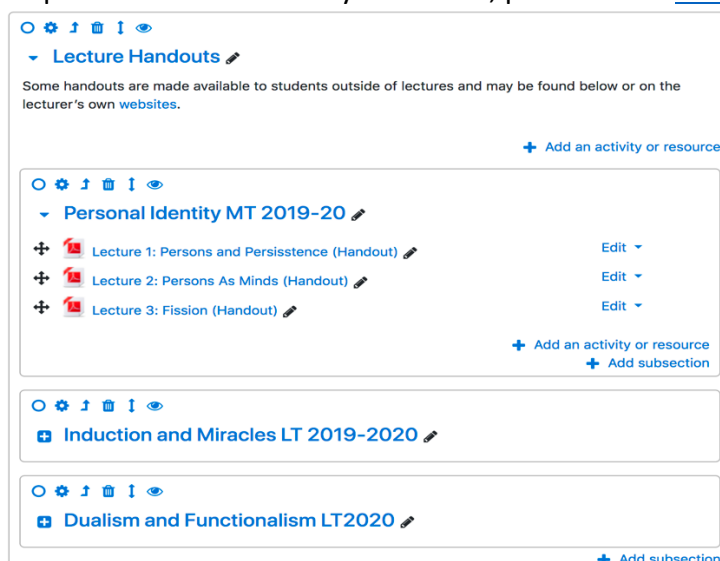 Lecture Handouts
Some handouts are made available to students outside of lectures and may be found below or on the
lecturer's own websites.
Add an activity or resource
Personal Identity MT 2019-20
Lecture 1: Persons and Persisstence (Handout) Edit
Lecture 2: Persons As Minds (Handout) Edit
Lecture 3: Fission (Handout) Edit
Add an activity or resource
Add subsection
Induction and Miracles LT 2019-2020
Dualism and Functionalism LT2020
Add subsection